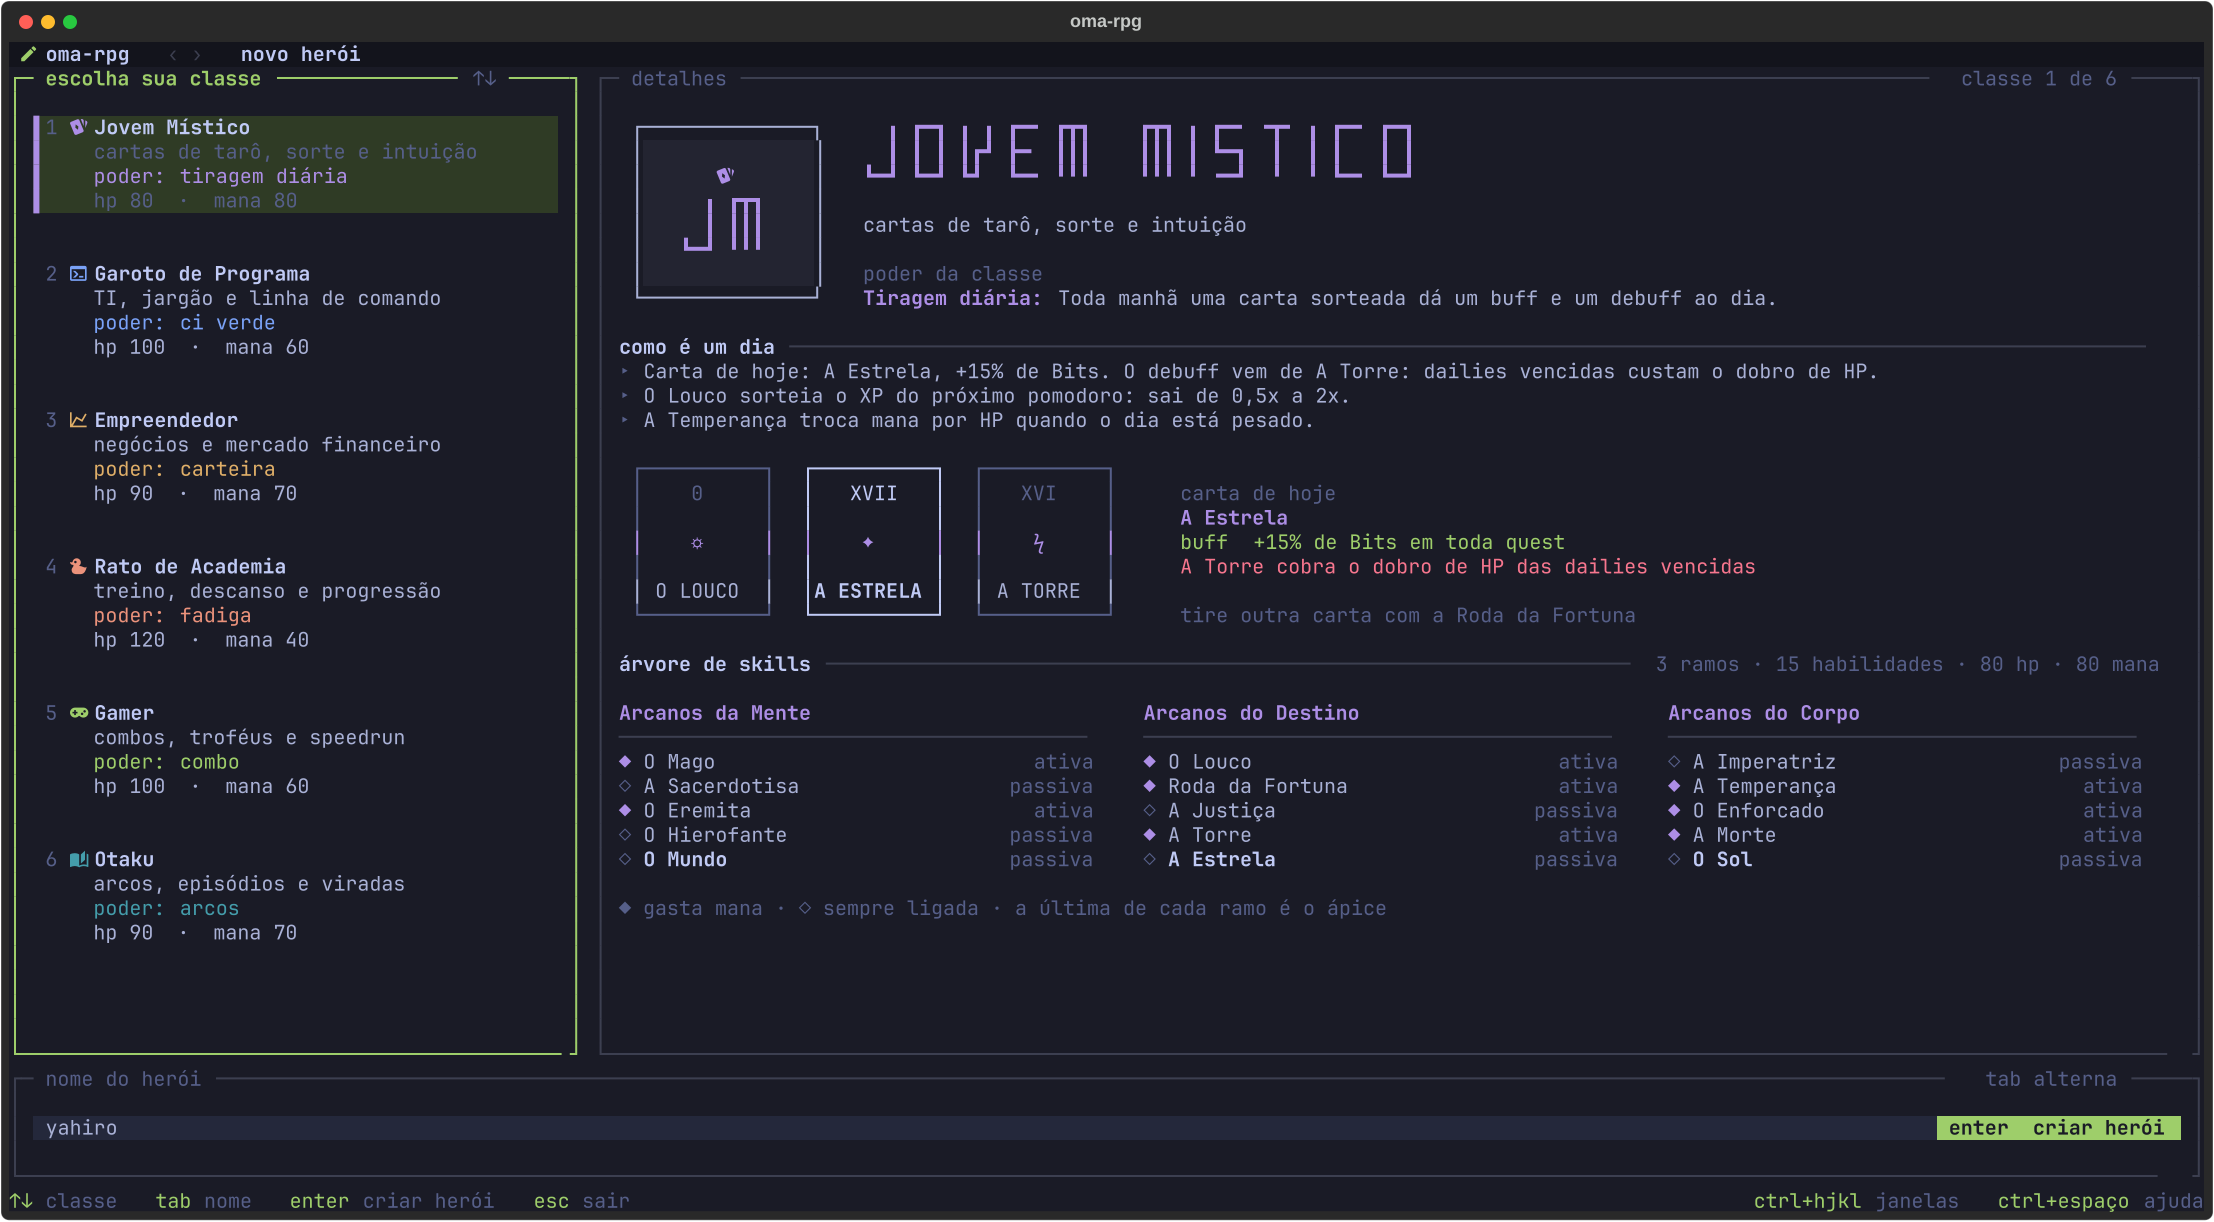 oma-rpg
oma-rpg ‹ › novo herói
escolha sua classe ↑↓
1 Jovem Místico
cartas de tarô, sorte e intuição
poder: tiragem diária
hp 80 · mana 80
2 Garoto de Programa
TI, jargão e linha de comando
poder: ci verde
hp 100 · mana 60
3 Empreendedor
negócios e mercado financeiro
poder: carteira
hp 90 · mana 70
4 Rato de Academia
treino, descanso e progressão
poder: fadiga
hp 120 · mana 40
5 Gamer
combos, troféus e speedrun
poder: combo
hp 100 · mana 60
6 Otaku
arcos, episódios e viradas
poder: arcos
hp 90 · mana 70
detalhes classe 1 de 6
JM
JOVEM MISTICO
cartas de tarô, sorte e intuição
poder da classe
Tiragem diária: Toda manhã uma carta sorteada dá um buff e um debuff ao dia.
como é um dia
‣ Carta de hoje: A Estrela, +15% de Bits. O debuff vem de A Torre: dailies vencidas custam o dobro de HP.
‣ O Louco sorteia o XP do próximo pomodoro: sai de 0,5x a 2x.
‣ A Temperança troca mana por HP quando o dia está pesado.
0
☼
O LOUCO
XVII
✦
A ESTRELA
XVI
ϟ
A TORRE
carta de hoje
A Estrela
buff +15% de Bits em toda quest
A Torre cobra o dobro de HP das dailies vencidas
tire outra carta com a Roda da Fortuna
árvore de skills 3 ramos · 15 habilidades · 80 hp · 80 mana
Arcanos da Mente
◆ O Mago ativa
◇ A Sacerdotisa passiva
◆ O Eremita ativa
◇ O Hierofante passiva
◇ O Mundo passiva
Arcanos do Destino
◆ O Louco ativa
◆ Roda da Fortuna ativa
◇ A Justiça passiva
◆ A Torre ativa
◇ A Estrela passiva
Arcanos do Corpo
◇ A Imperatriz passiva
◆ A Temperança ativa
◆ O Enforcado ativa
◆ A Morte ativa
◇ O Sol passiva
◆ gasta mana · ◇ sempre ligada · a última de cada ramo é o ápice
nome do herói tab alterna
yahiro enter criar herói
↑↓ classe tab nome enter criar herói esc sair ctrl+hjkl janelas ctrl+espaço ajuda